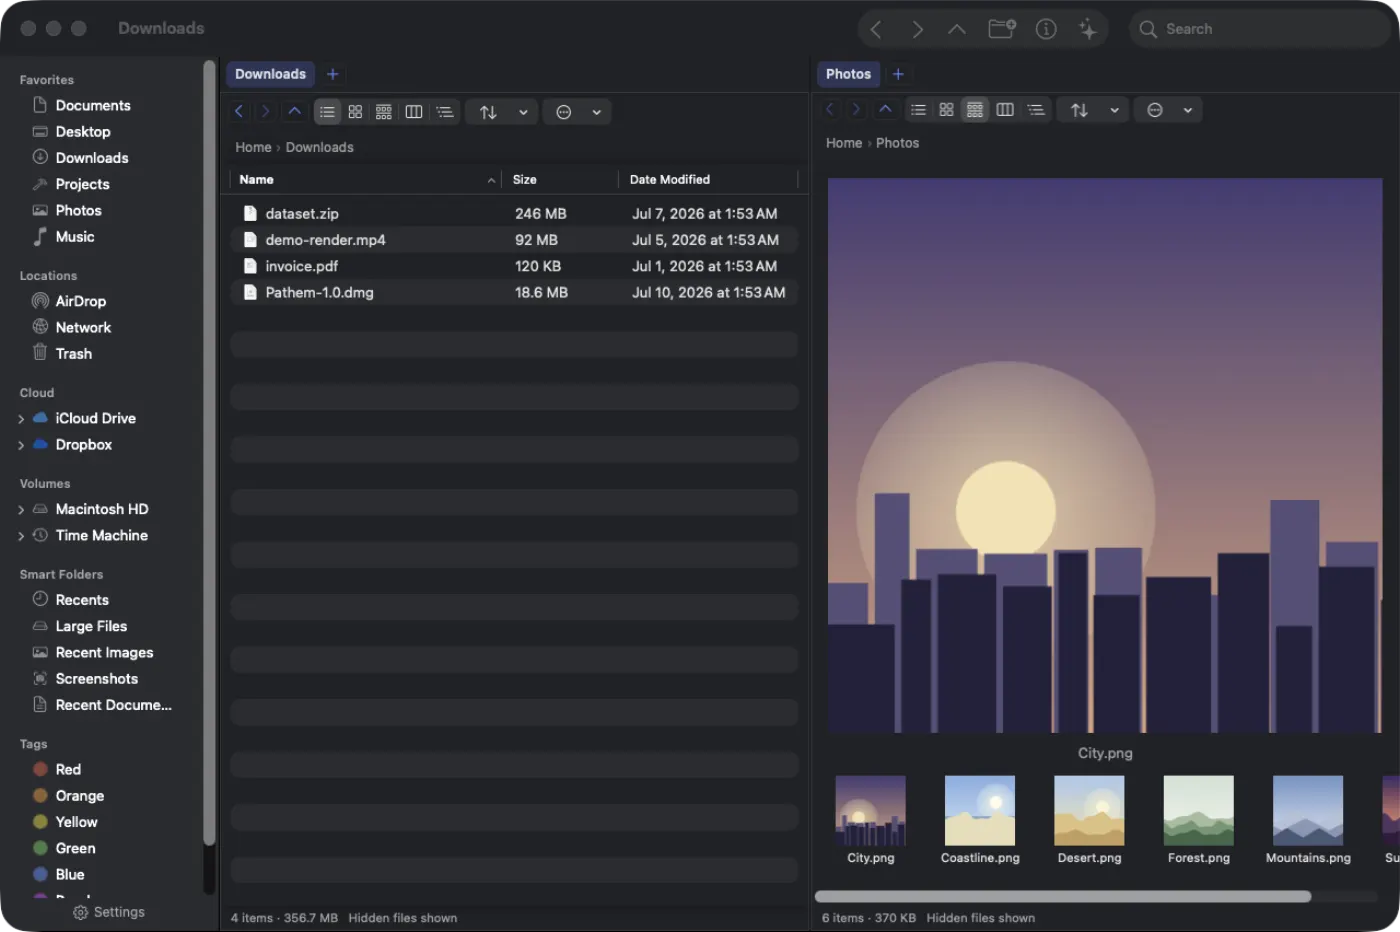 Downloads
Search
Favorites
Documents
Desktop
Downloads
Projects
Photos
Music
Locations
AirDrop
Network
Trash
Cloud
iCloud Drive
Dropbox
Volumes
Macintosh HD
Time Machine
Smart Folders
Recents
Large Files
Recent Images
Screenshots
Recent Docume...
Tags
Red
Orange
Yellow
Green
Blue
Settings
Downloads
Home › Downloads
Name Size Date Modified
dataset.zip 246 MB Jul 7, 2026 at 1:53 AM
demo-render.mp4 92 MB Jul 5, 2026 at 1:53 AM
invoice.pdf 120 KB Jul 1, 2026 at 1:53 AM
Pathem-1.0.dmg 18.6 MB Jul 10, 2026 at 1:53 AM
4 items · 356.7 MB Hidden files shown
Photos
Home › Photos
City.png
City.png Coastline.png Desert.png Forest.png Mountains.png Su
6 items · 370 KB Hidden files shown